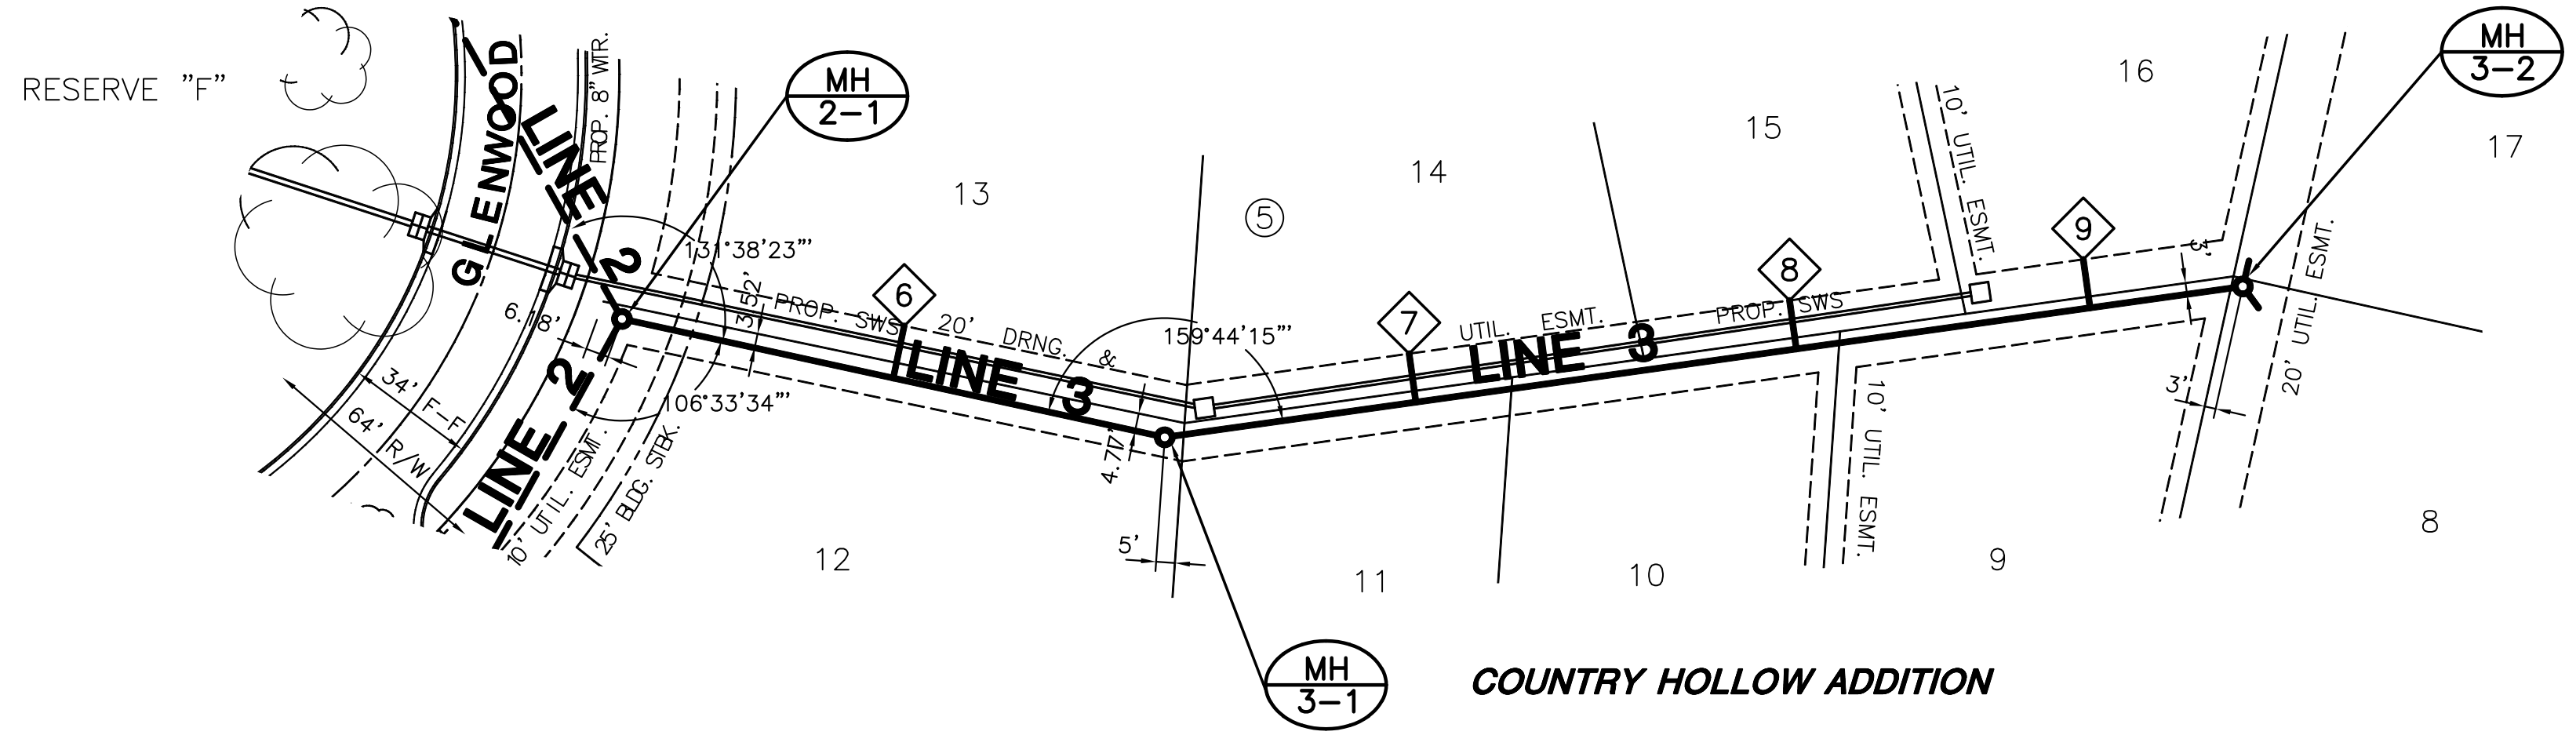 RESERVE "F"
GLENWOOD
LINE 2
PROP. 8" WTR.
MH
2-1
MH
3-2
13
5
14
15
16
17
10' UTIL. ESMT.
131°38'23"'
3.52'
PROP. SWS
6
20' DRNG. & UTIL. ESMT.
LINE 3
159°44'15"'
7
LINE 3
PROP. SWS
8
9
3'
20' UTIL. ESMT.
6.18'
34' F-F
64' R/W
LINE 2
106°33'34"'
10' UTIL. ESMT.
25' BLDG. STBK.
4.77'
5'
12
11
10
10' UTIL. ESMT.
9
3'
8
MH
3-1
COUNTRY HOLLOW ADDITION